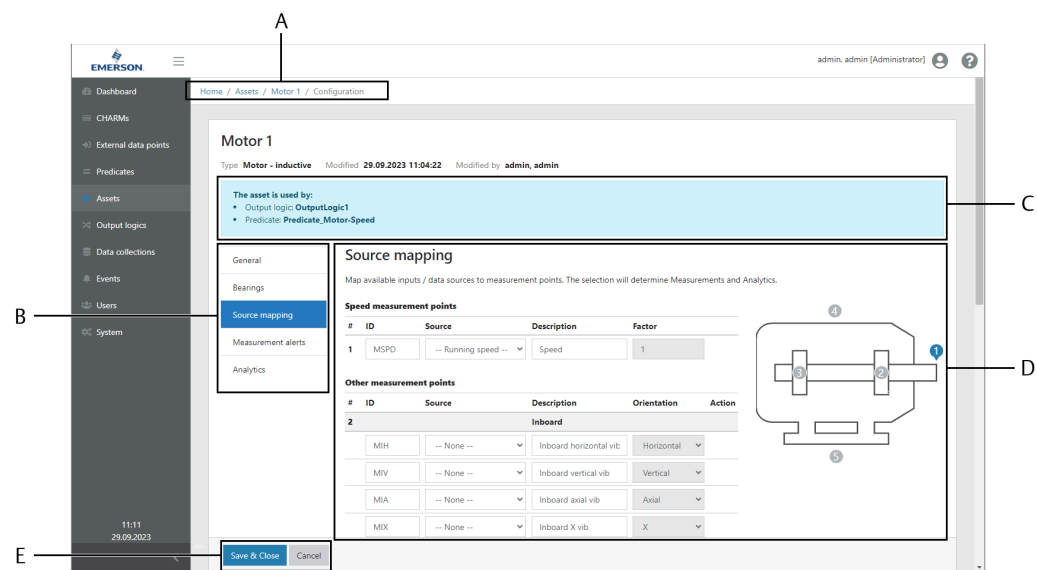 A
EMERSON.
admin, admin [Administrator]
?
Dashboard
CHARMs
External data points
Predicates
Assets
Output logics
Data collections
Events
Users
System
11:11
29.09.2023
Home / Assets / Motor 1 / Configuration
Motor 1
Type Motor - inductive Modified 29.09.2023 11:04:22 Modified by admin, admin
The asset is used by:
• Output logic: OutputLogic1
• Predicate: Predicate_Motor-Speed
C
B
General
Bearings
Source mapping
Measurement alerts
Analytics
Source mapping
Map available inputs / data sources to measurement points. The selection will determine Measurements and Analytics.
Speed measurement points
# ID Source Description Factor
1 MSPD -- Running speed -- Speed 1
Other measurement points
# ID Source Description Orientation Action
2 Inboard
MIH -- None -- Inboard horizontal vib Horizontal
MIV -- None -- Inboard vertical vib Vertical
MIA -- None -- Inboard axial vib Axial
MIX -- None -- Inboard X vib X
4
1
3
2
5
D
E
Save & Close Cancel